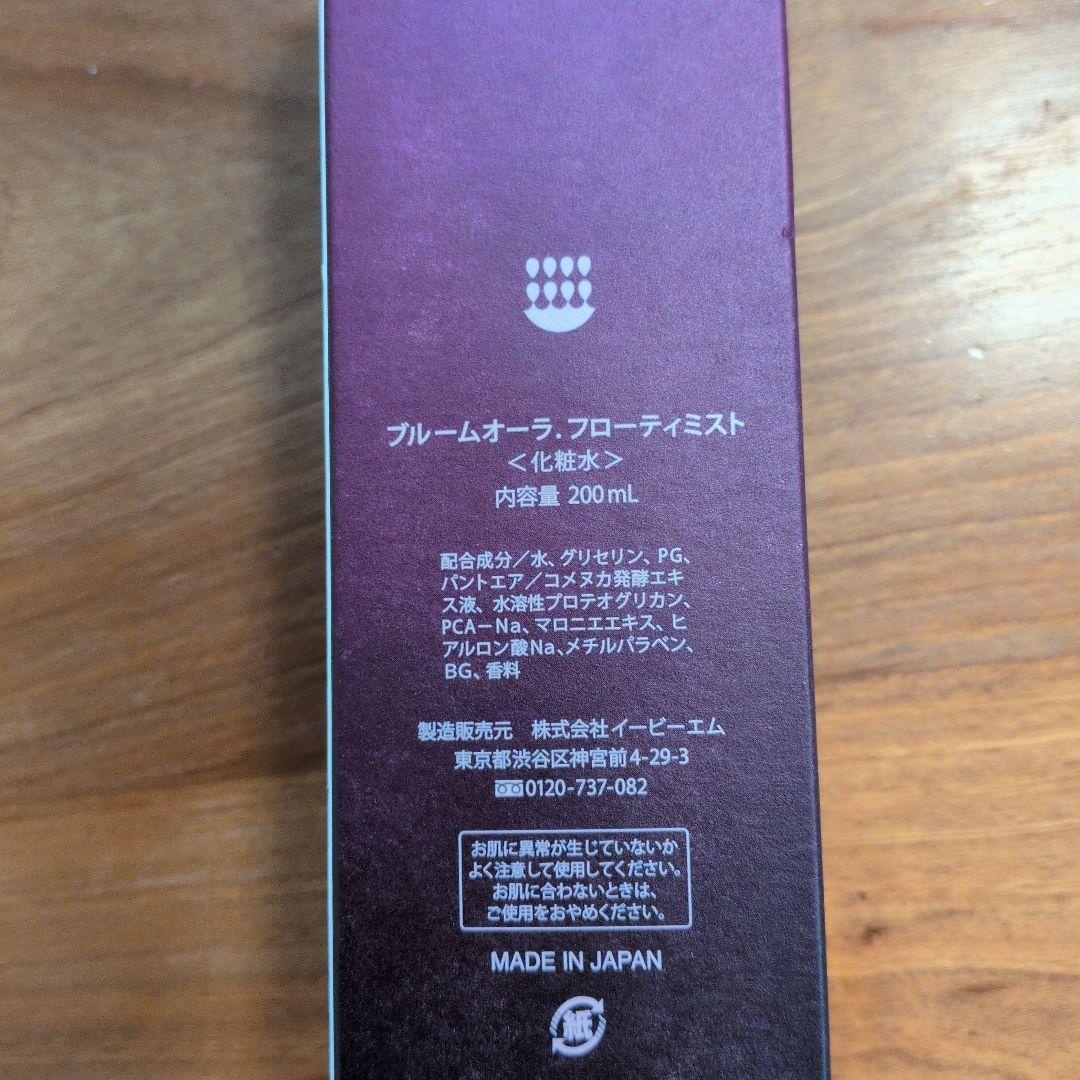 ブルームオーラ.フローティミスト
＜化粧水＞
内容量 200mL
配合成分／水、グリセリン、PG、
パントエア／コメヌカ発酵エキ
ス液、水溶性プロテオグリカン、
PCA－Na、マロニエエキス、ヒ
アルロン酸Na、メチルパラベン、
BG、香料
製造販売元　株式会社イービーエム
東京都渋谷区神宮前4-29-3
0120-737-082
お肌に異常が生じていないか
よく注意して使用してください。
お肌に合わないときは、
ご使用をおやめください。
MADE IN JAPAN
紙